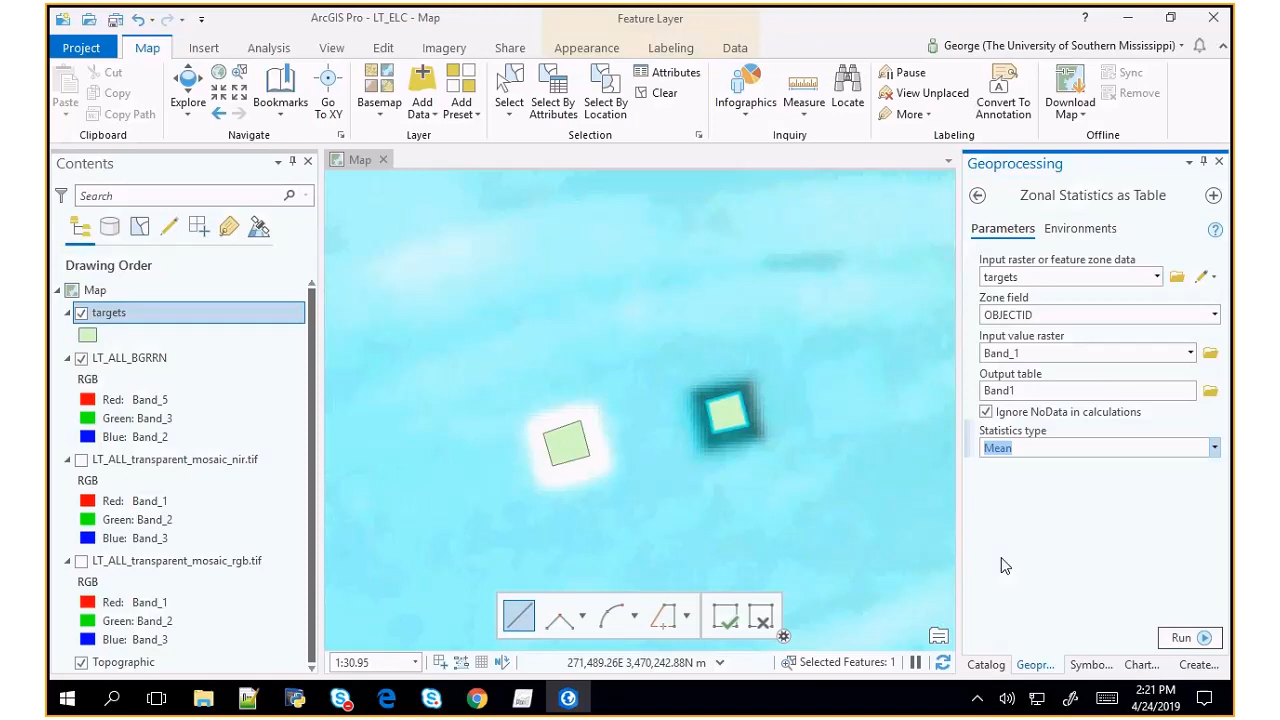 ArcGIS Pro - LT_ELC - Map
Feature Layer
?
Project
Map
Insert
Analysis
View
Edit
Imagery
Share
Appearance
Labeling
Data
George (The University of Southern Mississippi)
Paste
Cut
Copy
Copy Path
Clipboard
Explore
Bookmarks
Go
To XY
Navigate
Basemap
Add
Data
Add
Preset
Layer
Select
Select By
Attributes
Select By
Location
Attributes
Clear
Selection
Infographics
Measure
Locate
Inquiry
Pause
View Unplaced
More
Convert To
Annotation
Labeling
Download
Map
Sync
Remove
Offline
Contents
Search
Drawing Order
Map
targets
LT_ALL_BGRRN
RGB
Red: Band_5
Green: Band_3
Blue: Band_2
LT_ALL_transparent_mosaic_nir.tif
RGB
Red: Band_1
Green: Band_2
Blue: Band_3
LT_ALL_transparent_mosaic_rgb.tif
RGB
Red: Band_1
Green: Band_2
Blue: Band_3
Topographic
Map
1:30.95
271,489.26E 3,470,242.88N m
Selected Features: 1
Geoprocessing
Zonal Statistics as Table
Parameters
Environments
?
Input raster or feature zone data
targets
Zone field
OBJECTID
Input value raster
Band_1
Output table
Band1
Ignore NoData in calculations
Statistics type
Mean
Run
Catalog
Geopr...
Symbo...
Chart...
Create...
2:21 PM
4/24/2019